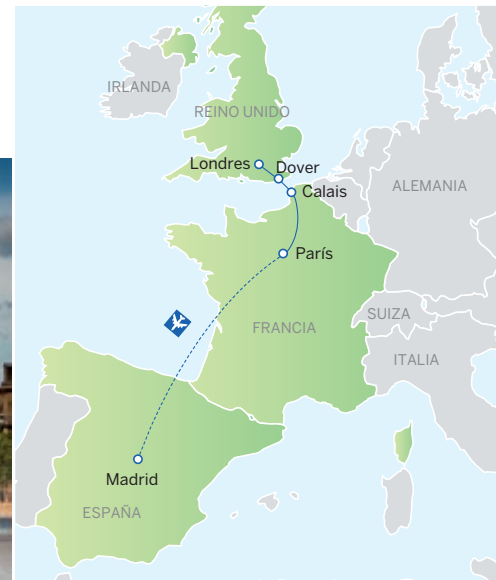 IRLANDA
REINO UNIDO
Londres
Dover
Calais
ALEMANIA
París
FRANCIA
SUIZA
ITALIA
Madrid
ESPAÑA